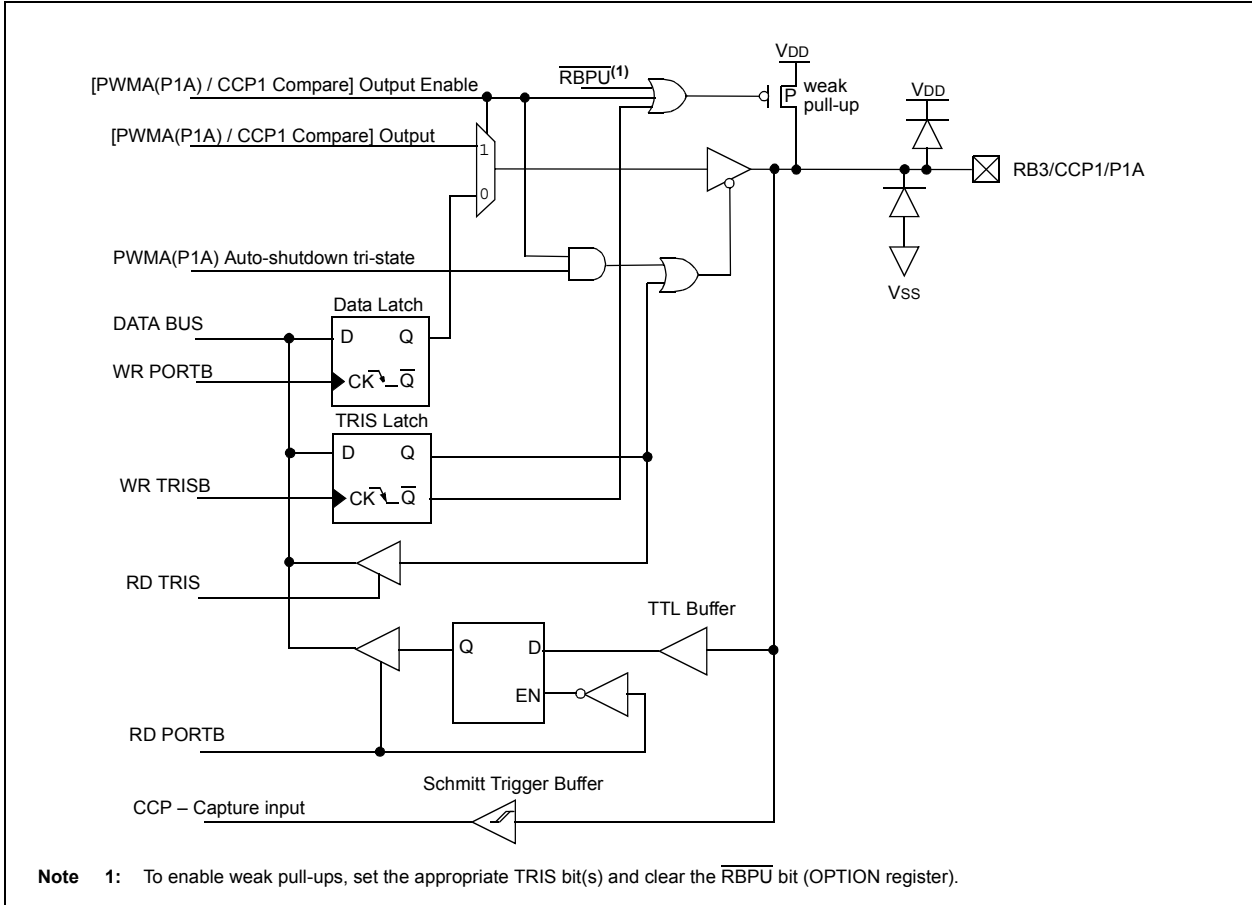 VDD
RBPU(1)
[PWMA(P1A) / CCP1 Compare] Output Enable
P
weak
pull-up
VDD
[PWMA(P1A) / CCP1 Compare] Output
1
RB3/CCP1/P1A
0
PWMA(P1A) Auto-shutdown tri-state
VSS
Data Latch
DATA BUS
D Q
WR PORTB
CK Q
TRIS Latch
D Q
WR TRISB
CK Q
RD TRIS
TTL Buffer
Q D
EN
RD PORTB
Schmitt Trigger Buffer
CCP – Capture input
Note 1: To enable weak pull-ups, set the appropriate TRIS bit(s) and clear the RBPU bit (OPTION register).